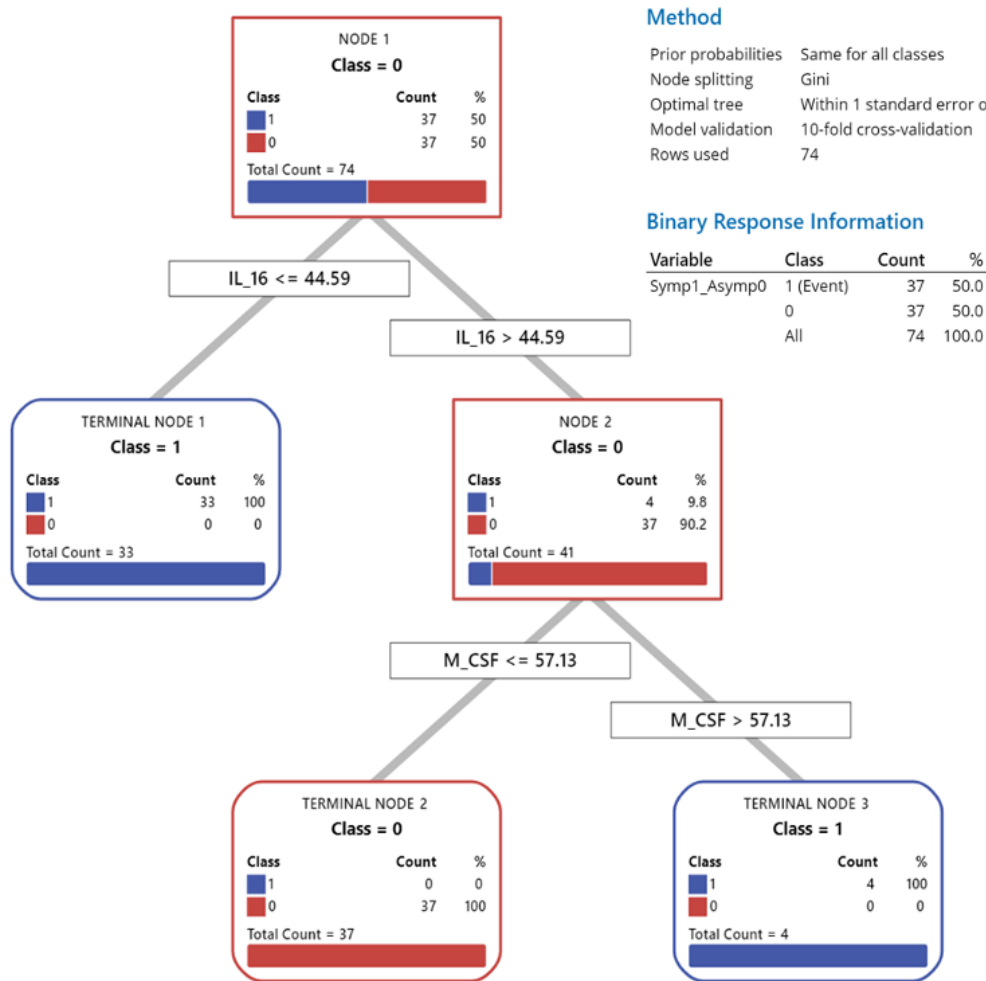 NODE 1
Class = 0
Class Count %
1 37 50
0 37 50
Total Count = 74
Method
Prior probabilities Same for all classes
Node splitting Gini
Optimal tree Within 1 standard error o
Model validation 10-fold cross-validation
Rows used 74
Binary Response Information
Variable Class Count %
Symp1_Asymp0 1 (Event) 37 50.0
0 37 50.0
All 74 100.0
IL_16 <= 44.59
IL_16 > 44.59
TERMINAL NODE 1
Class = 1
Class Count %
1 33 100
0 0 0
Total Count = 33
NODE 2
Class = 0
Class Count %
1 4 9.8
0 37 90.2
Total Count = 41
M_CSF <= 57.13
M_CSF > 57.13
TERMINAL NODE 2
Class = 0
Class Count %
1 0 0
0 37 100
Total Count = 37
TERMINAL NODE 3
Class = 1
Class Count %
1 4 100
0 0 0
Total Count = 4